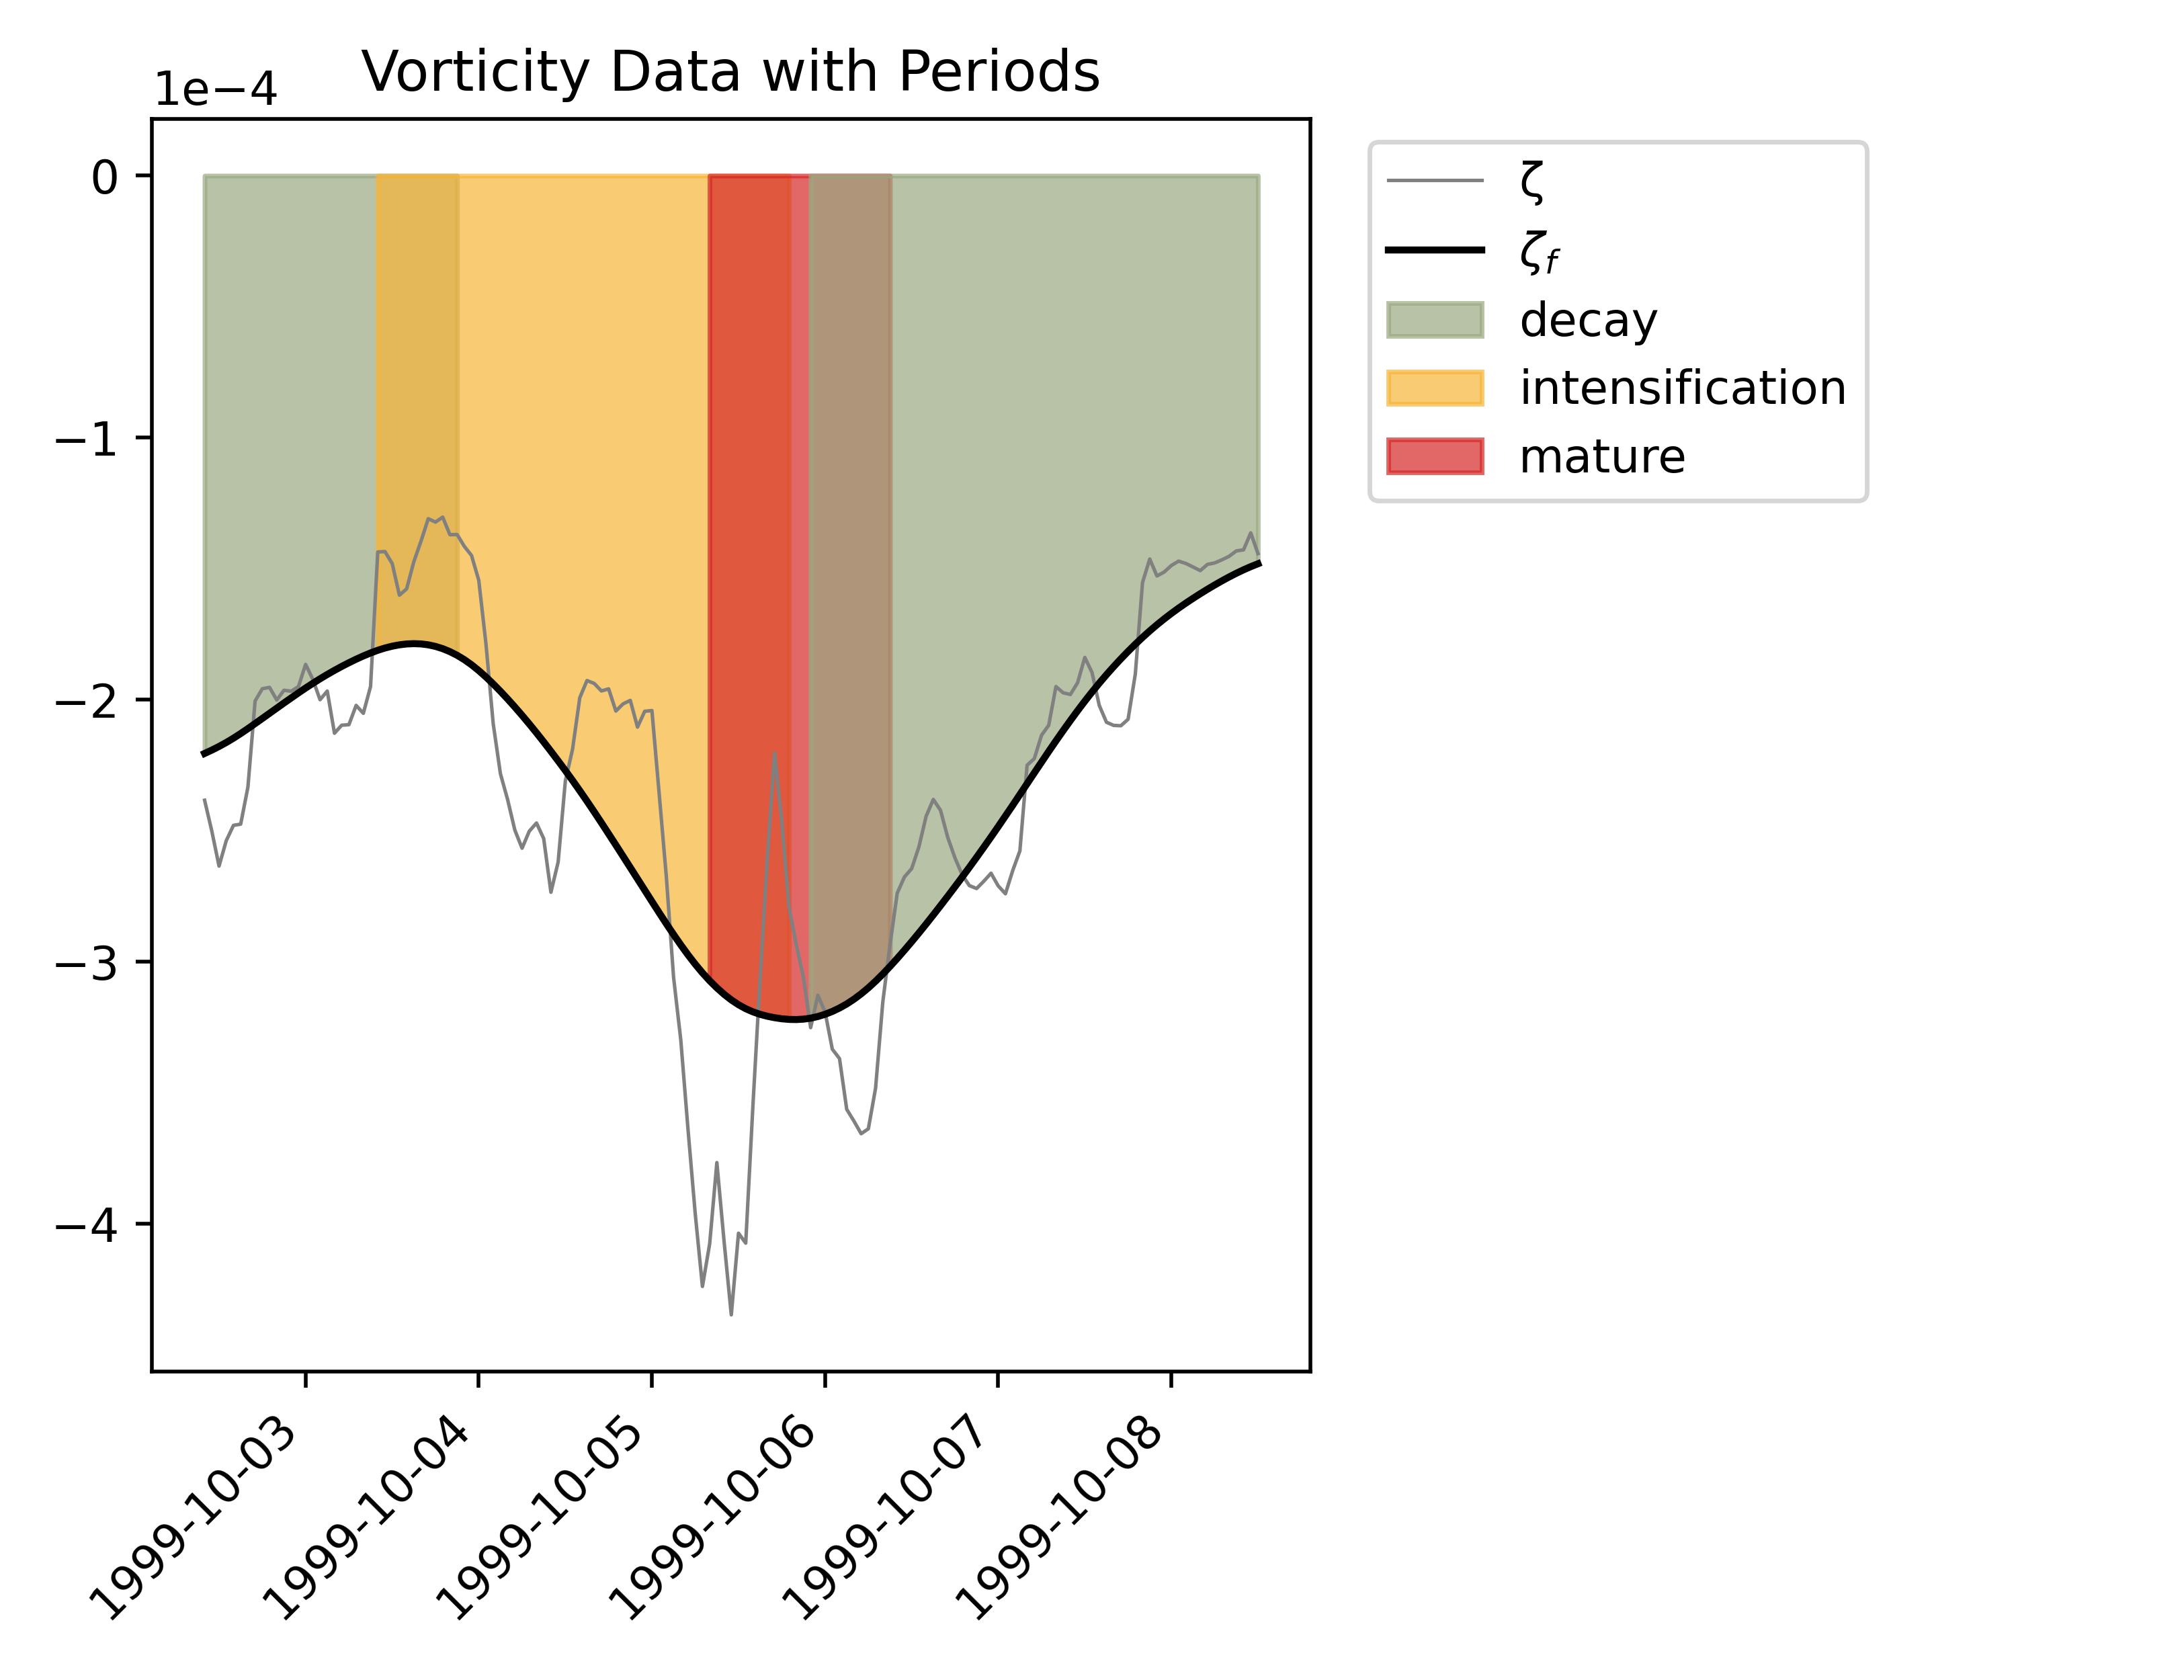 Vorticity Data with Periods
1e−4
0
−1
−2
−3
−4
1999-10-03
1999-10-04
1999-10-05
1999-10-06
1999-10-07
1999-10-08
ζ
ζf
decay
intensification
mature